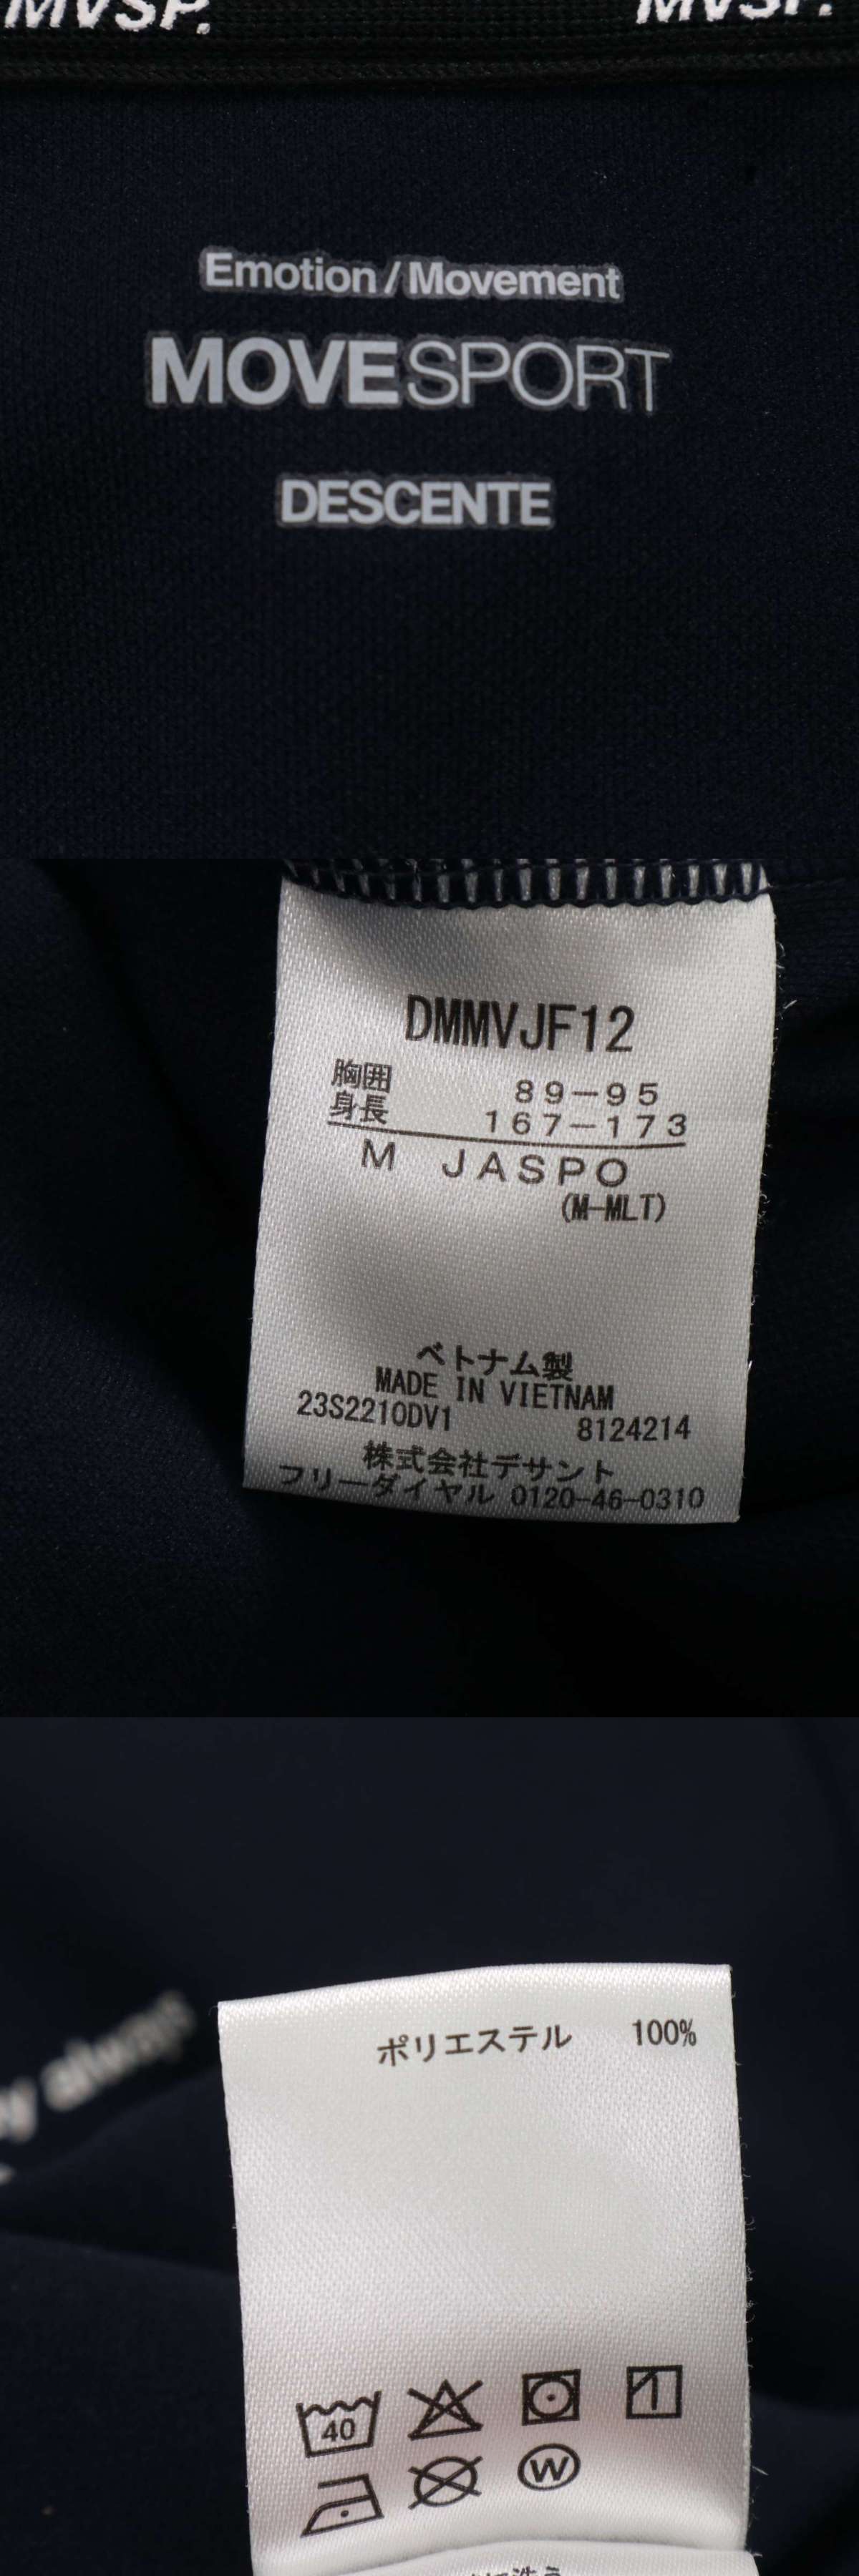 MVSP. MVSP.
Emotion / Movement
MOVESPORT
DESCENTE
DMMVJF12
胸囲 89-95
身長 167-173
M JASPO
(M-MLT)
ベトナム製
MADE IN VIETNAM
23S2210DV1 8124214
株式会社デサント
フリーダイヤル 0120-46-0310
always
ポリエステル 100%
40
W